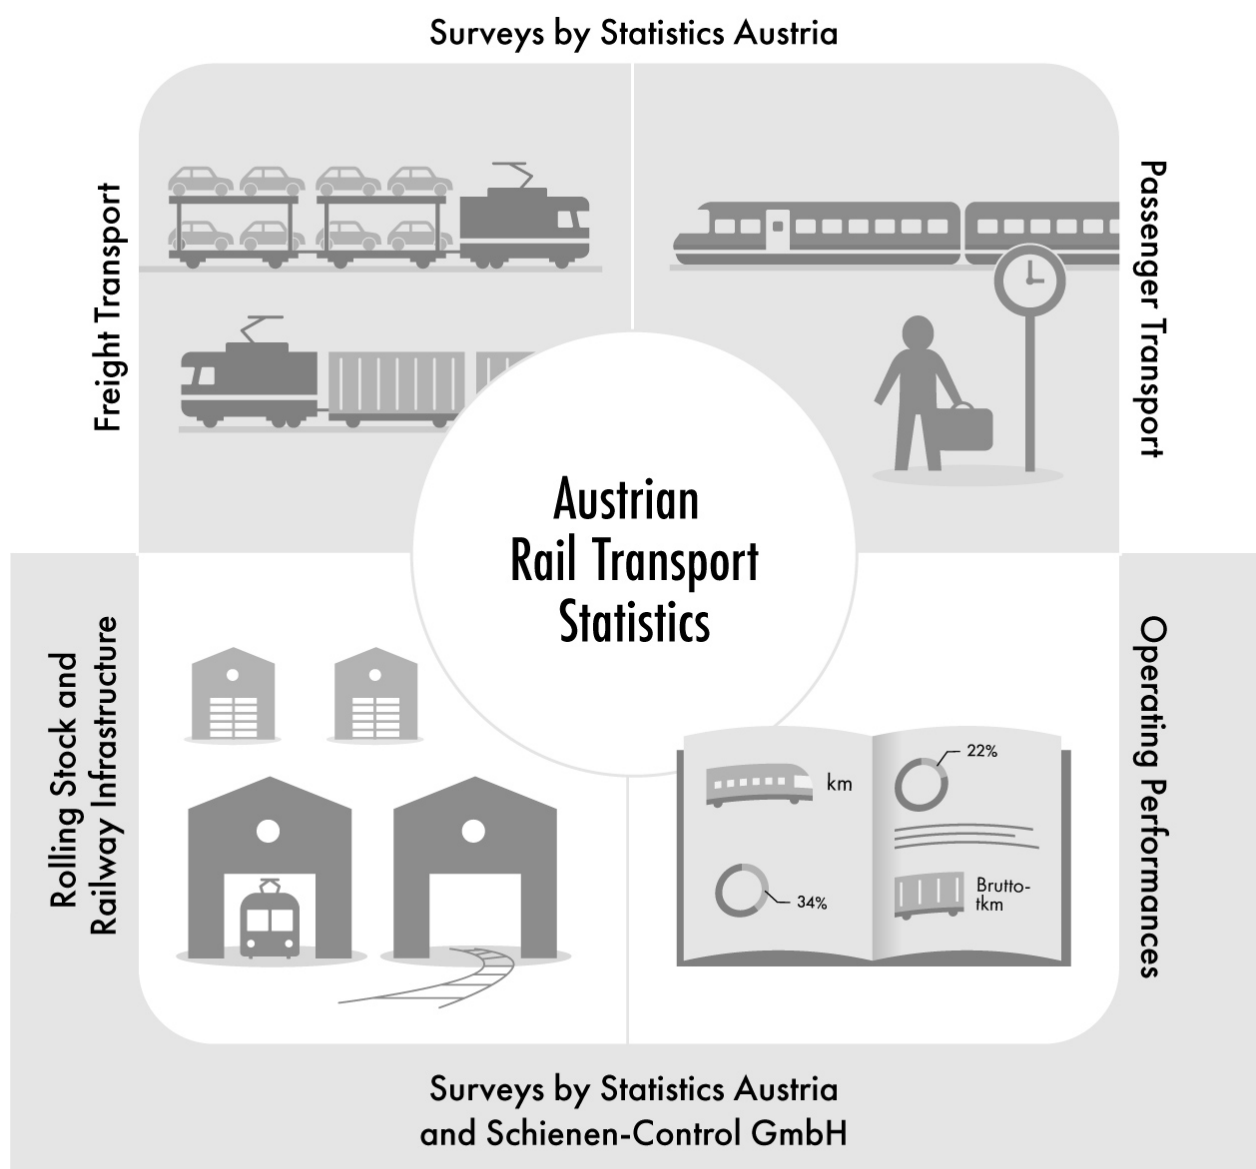 Surveys by Statistics Austria
Freight Transport
Passenger Transport
Austrian
Rail Transport
Statistics
Rolling Stock and
Railway Infrastructure
Operating Performances
km
22%
34%
Brutto-
tkm
Surveys by Statistics Austria
and Schienen-Control GmbH